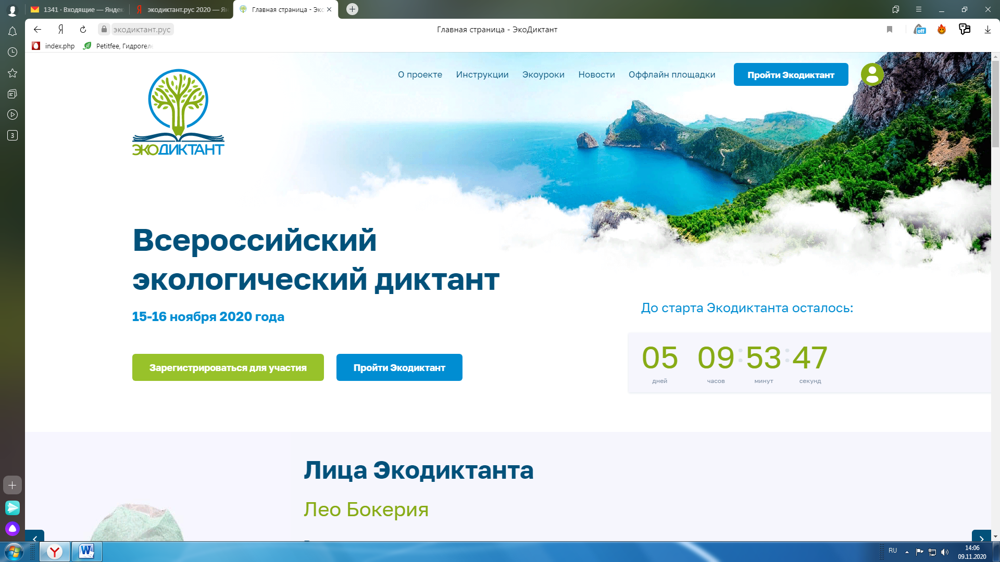 1341 · Входящие — Яндек
экодиктант.рус 2020 — Ян
Главная страница - Экс
экодиктант.рус
Главная страница - ЭкоДиктант
off
index.php
Petitfee, Гидрогеле
3
О проекте
Инструкции
Экоуроки
Новости
Оффлайн площадки
Пройти Экодиктант
ЭКОДИКТАНТ
Всероссийский
экологический диктант
15-16 ноября 2020 года
Зарегистрироваться для участия
Пройти Экодиктант
До старта Экодиктанта осталось:
05 09:53:47
дней часов минут секунд
Лица Экодиктанта
Лео Бокерия
RU
14:06
09.11.2020